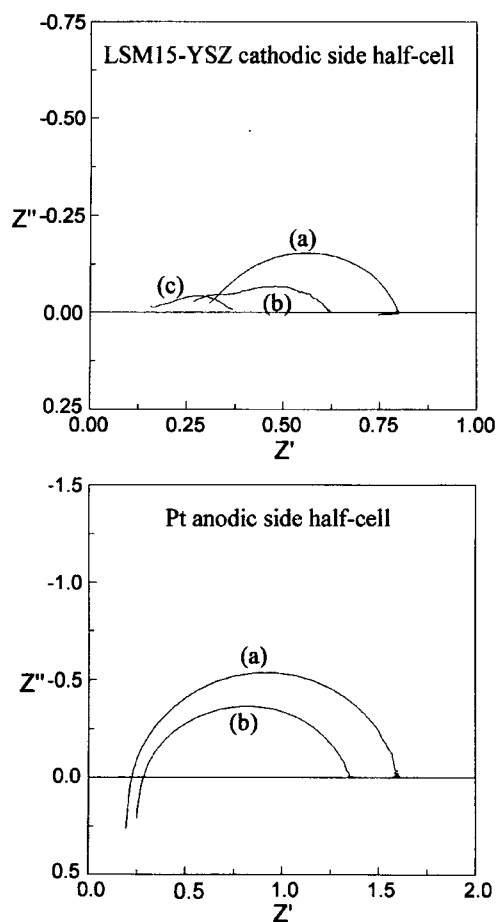 -0.75
LSM15-YSZ cathodic side half-cell
-0.50
Z"
-0.25
(a)
(c)
(b)
0.00
0.25
0.00 0.25 0.50 0.75 1.00
Z'
-1.5
Pt anodic side half-cell
-1.0
Z"
-0.5
(a)
(b)
0.0
0.5
0.0 0.5 1.0 1.5 2.0
Z'